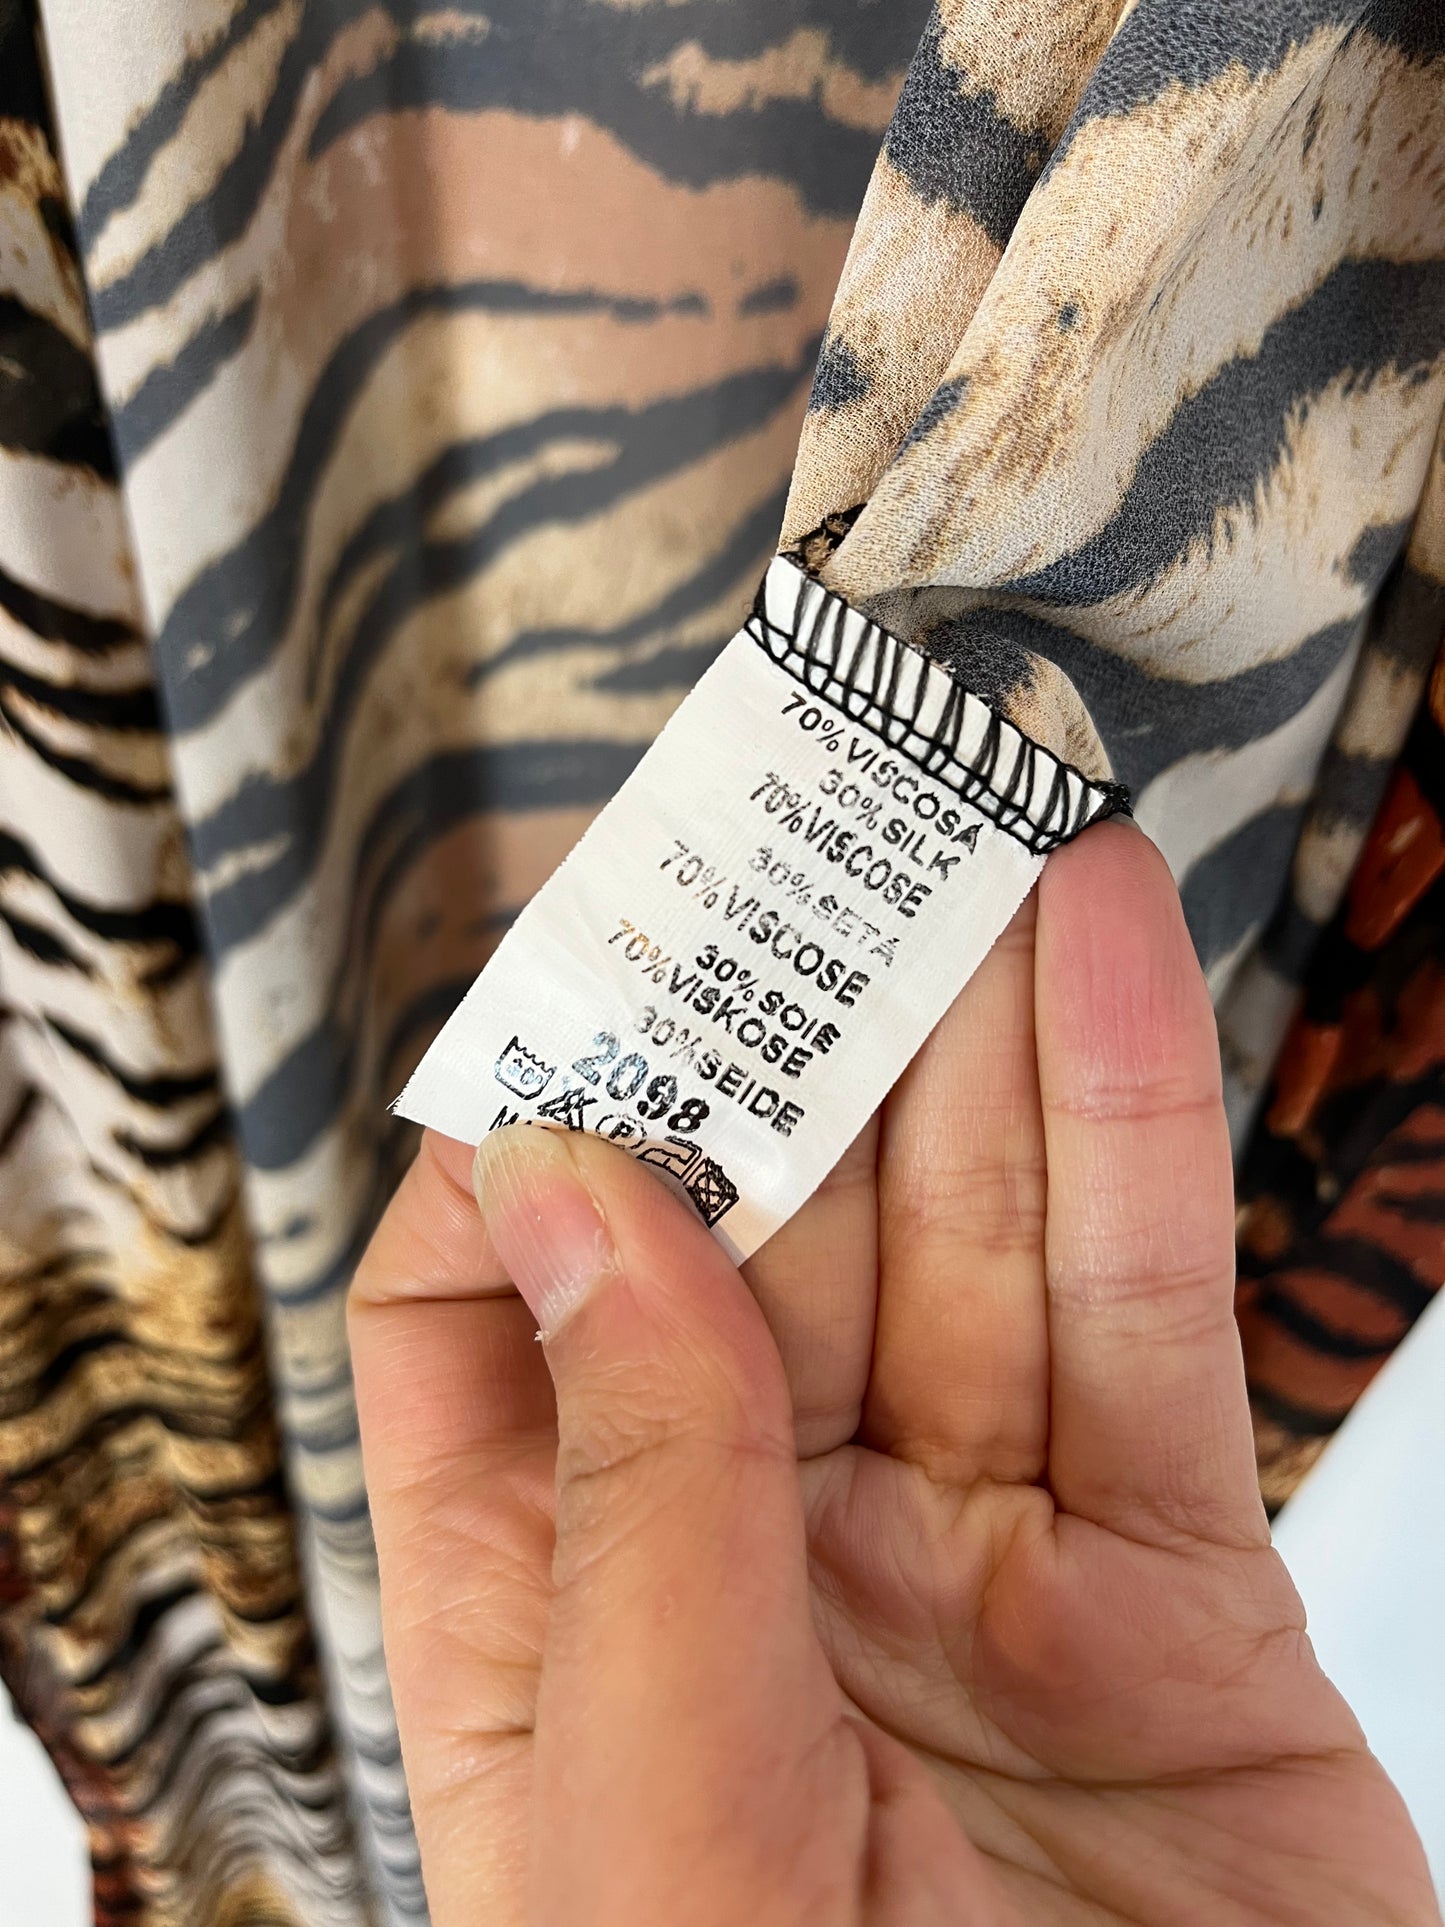 70% VISCOSA
30% SILK
70% VISCOSE
30% SETA
70% VISCOSE
30% SOIE
70% VISKOSE
30% SEIDE
2098
P